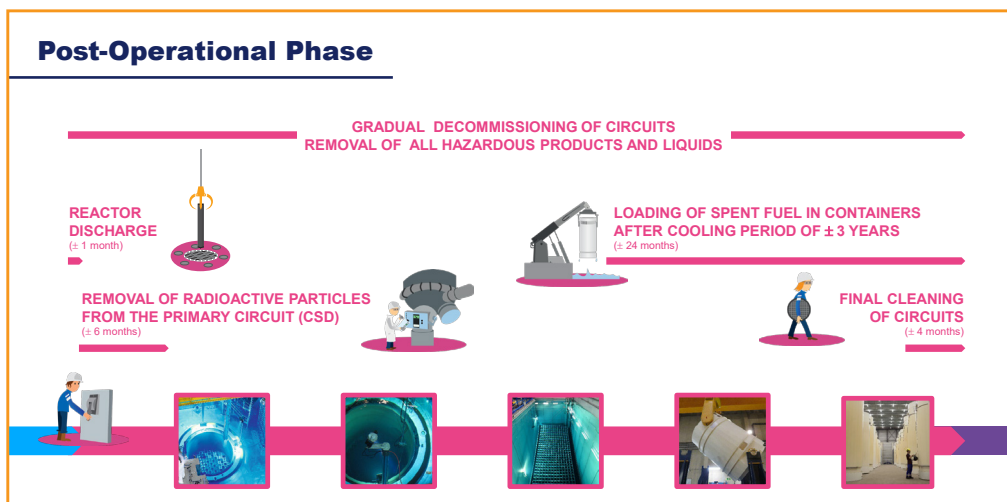 Post-Operational Phase
GRADUAL DECOMMISSIONING OF CIRCUITS
REMOVAL OF ALL HAZARDOUS PRODUCTS AND LIQUIDS
REACTOR
DISCHARGE
(± 1 month)
LOADING OF SPENT FUEL IN CONTAINERS
AFTER COOLING PERIOD OF ± 3 YEARS
(± 24 months)
REMOVAL OF RADIOACTIVE PARTICLES
FROM THE PRIMARY CIRCUIT (CSD)
(± 6 months)
FINAL CLEANING
OF CIRCUITS
(± 4 months)